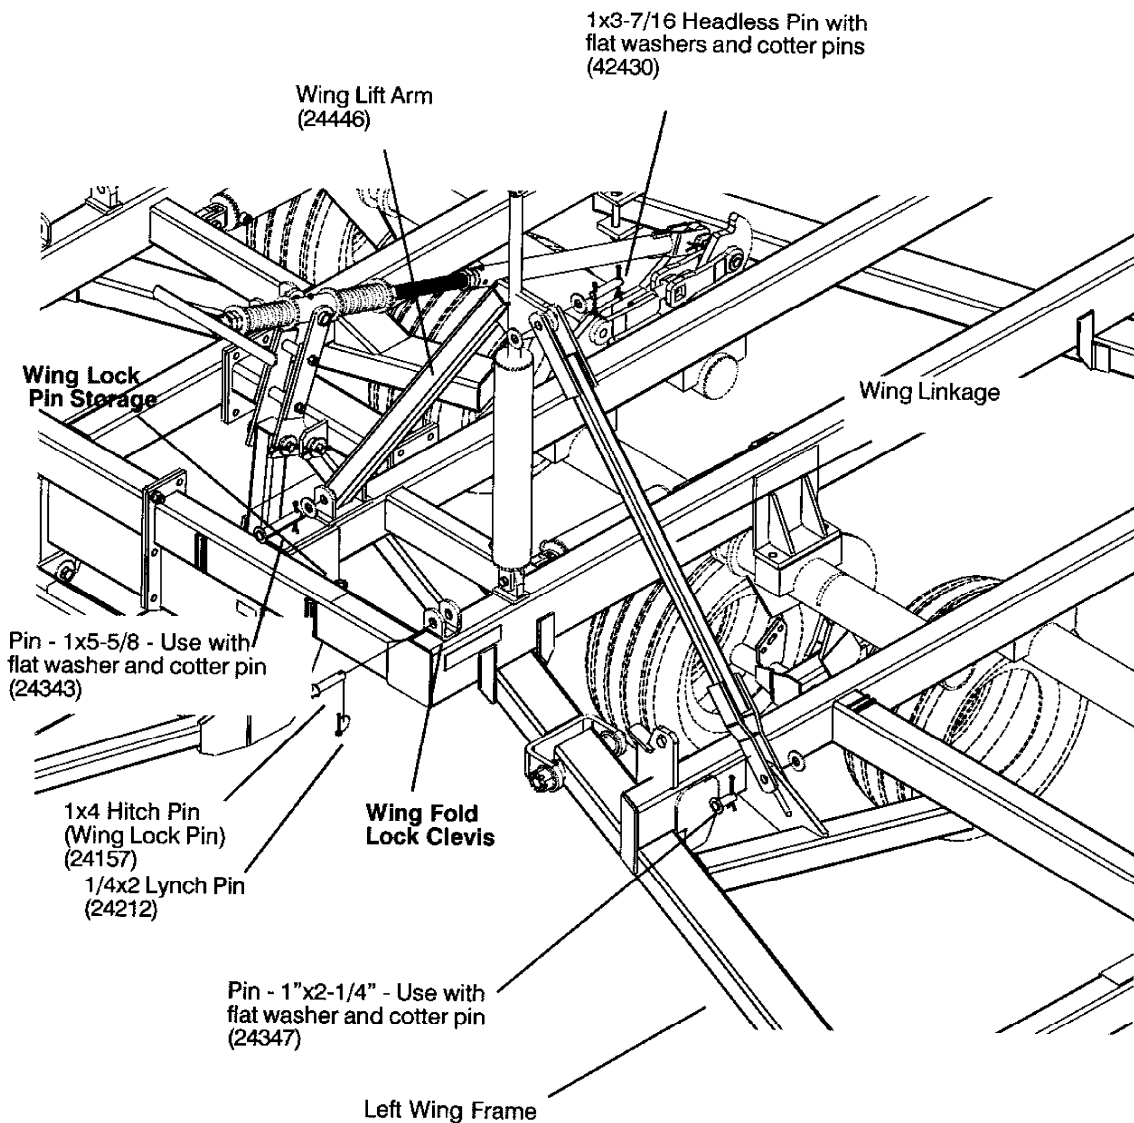 1x3-7/16 Headless Pin with
flat washers and cotter pins
(42430)
Wing Lift Arm
(24446)
Wing Lock
Pin Storage
Wing Linkage
Pin - 1x5-5/8 - Use with
flat washer and cotter pin
(24343)
1x4 Hitch Pin
(Wing Lock Pin)
(24157)
1/4x2 Lynch Pin
(24212)
Wing Fold
Lock Clevis
Pin - 1"x2-1/4" - Use with
flat washer and cotter pin
(24347)
Left Wing Frame